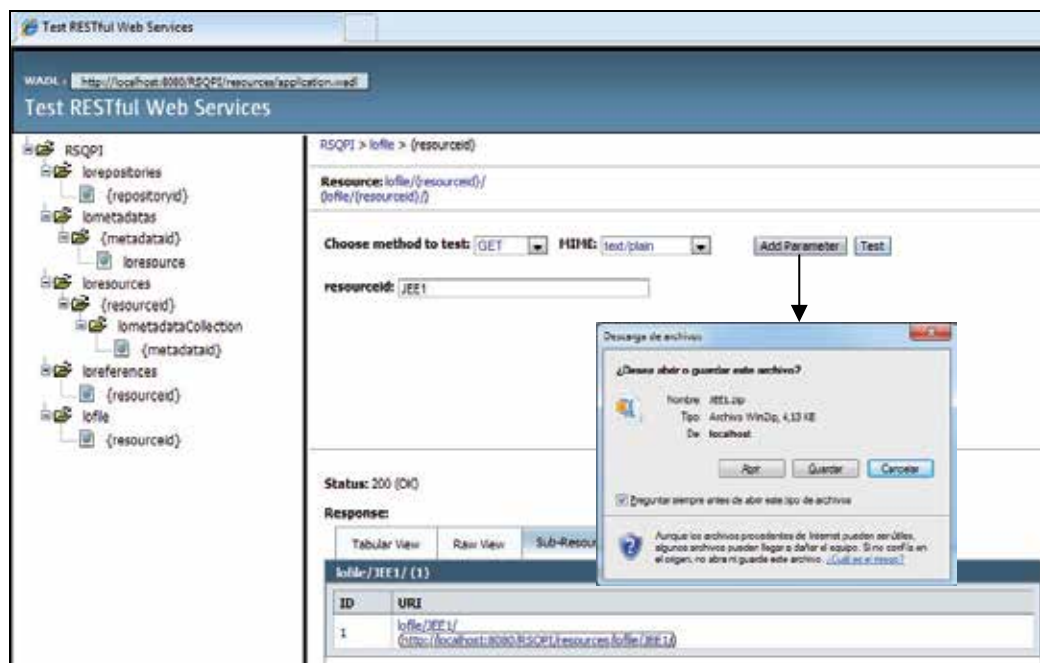 Test RESTful Web Services
WADL : http://localhost:8080/RSQPI/resources/application.wadl
Test RESTful Web Services
RSQPI
lorepositories
{repositoryid}
lometadatas
{metadataid}
loresource
loresources
{resourceid}
lometadataCollection
{metadataid}
loreferences
{resourceid}
lofile
{resourceid}
RSQPI > lofile > {resourceid}
Resource: lofile/{resourceid}/
(lofile/{resourceid}/)
Choose method to test: GET MIME: text/plain Add Parameter Test
resourceid: JEE1
Descarga de archivos
¿Desea abrir o guardar este archivo?
Nombre JEE1.zip
Tipo: Archivo WinZip, 4,13 KB
De localhost
Abrir Guardar Cancelar
Preguntar siempre antes de abrir este tipo de archivos
Aunque los archivos procedentes de Internet pueden ser útiles,
algunos archivos pueden llegar a dañar el equipo. Si no confía en
el origen, no abra ni guarde este archivo. ¿Cuál es el riesgo?
Status: 200 (OK)
Response:
Tabular View Raw View Sub-Resour
lofile/JEE1/ (1)
ID URI
1 lofile/JEE1/
(http://localhost:8080/RSQPI/resources/lofile/JEE1/)